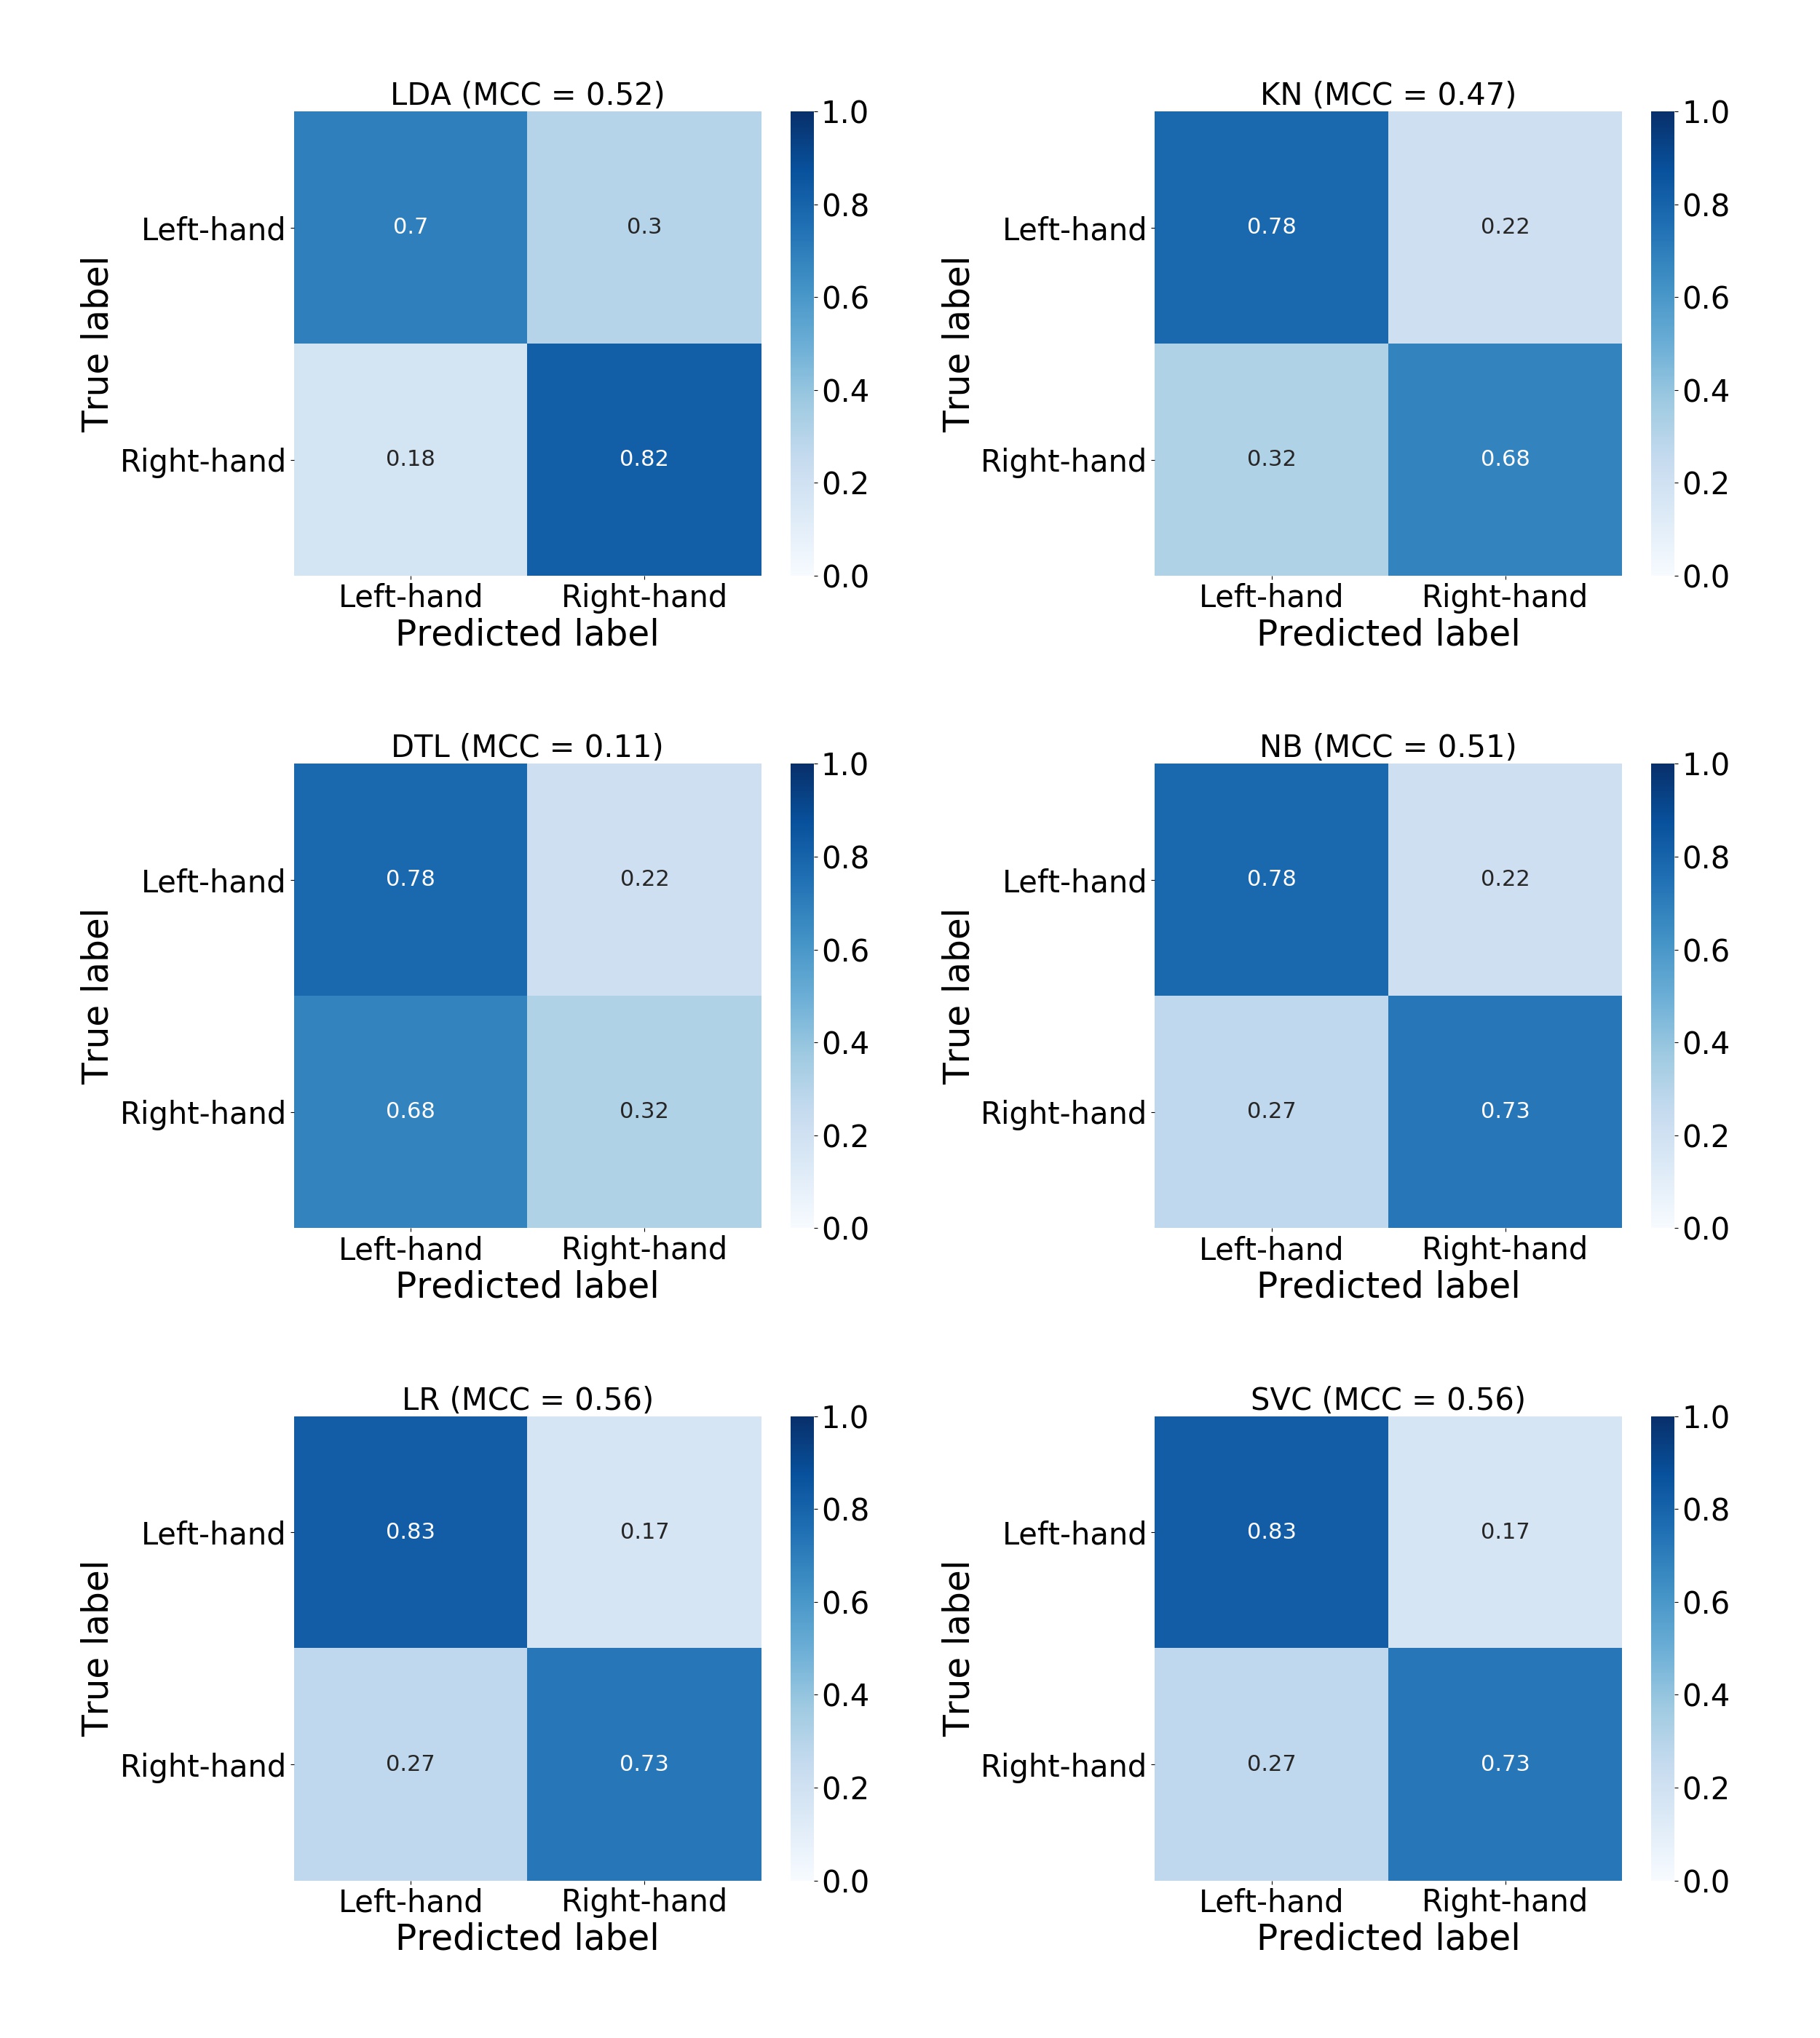 LDA (MCC = 0.52)
1.0
0.8
Left-hand
0.7
0.3
0.6
True label
0.4
Right-hand
0.18
0.82
0.2
0.0
Left-hand
Right-hand
Predicted label
KN (MCC = 0.47)
1.0
0.8
Left-hand
0.78
0.22
0.6
True label
0.4
Right-hand
0.32
0.68
0.2
0.0
Left-hand
Right-hand
Predicted label
DTL (MCC = 0.11)
1.0
0.8
Left-hand
0.78
0.22
0.6
True label
0.4
Right-hand
0.68
0.32
0.2
0.0
Left-hand
Right-hand
Predicted label
NB (MCC = 0.51)
1.0
0.8
Left-hand
0.78
0.22
0.6
True label
0.4
Right-hand
0.27
0.73
0.2
0.0
Left-hand
Right-hand
Predicted label
LR (MCC = 0.56)
1.0
0.8
Left-hand
0.83
0.17
0.6
True label
0.4
Right-hand
0.27
0.73
0.2
0.0
Left-hand
Right-hand
Predicted label
SVC (MCC = 0.56)
1.0
0.8
Left-hand
0.83
0.17
0.6
True label
0.4
Right-hand
0.27
0.73
0.2
0.0
Left-hand
Right-hand
Predicted label